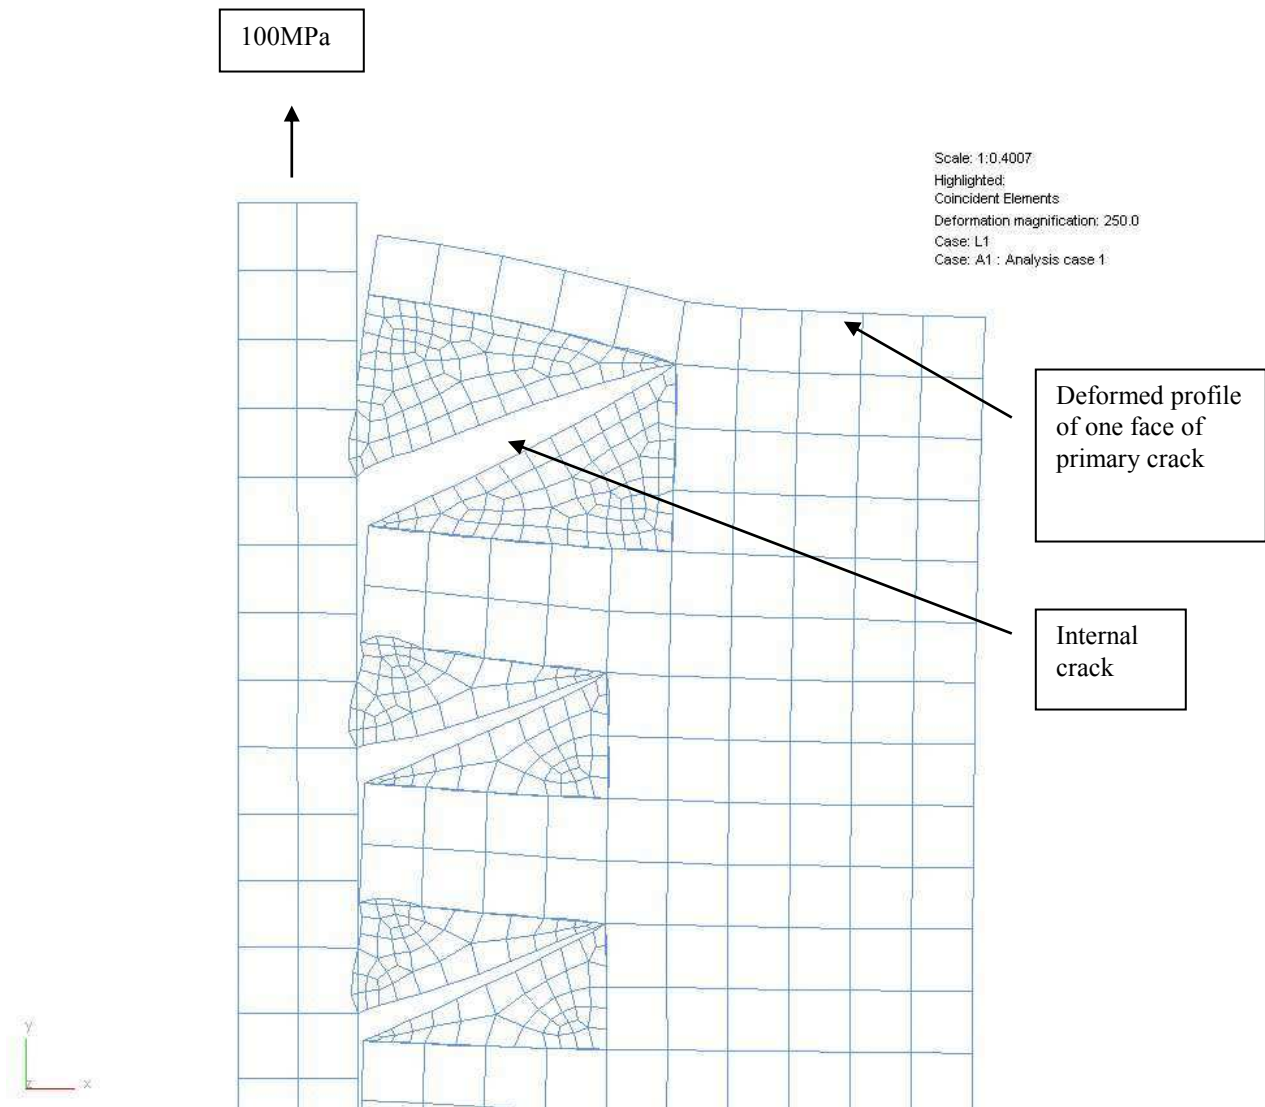 100MPa
Scale: 1:0.4007
Highlighted:
Coincident Elements
Deformation magnification: 250.0
Case: L1
Case: A1 : Analysis case 1
Deformed profile
of one face of
primary crack
Internal
crack
y
z
x